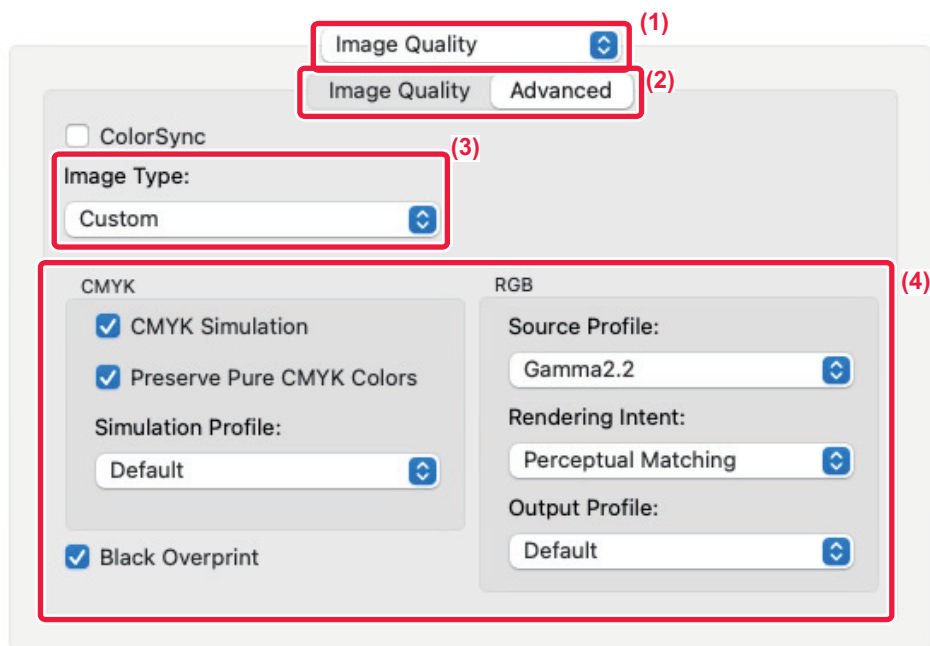 Image Quality
(1)
Image Quality
Advanced
(2)
ColorSync
(3)
Image Type:
Custom
(4)
CMYK
CMYK Simulation
Preserve Pure CMYK Colors
Simulation Profile:
Default
Black Overprint
RGB
Source Profile:
Gamma2.2
Rendering Intent:
Perceptual Matching
Output Profile:
Default